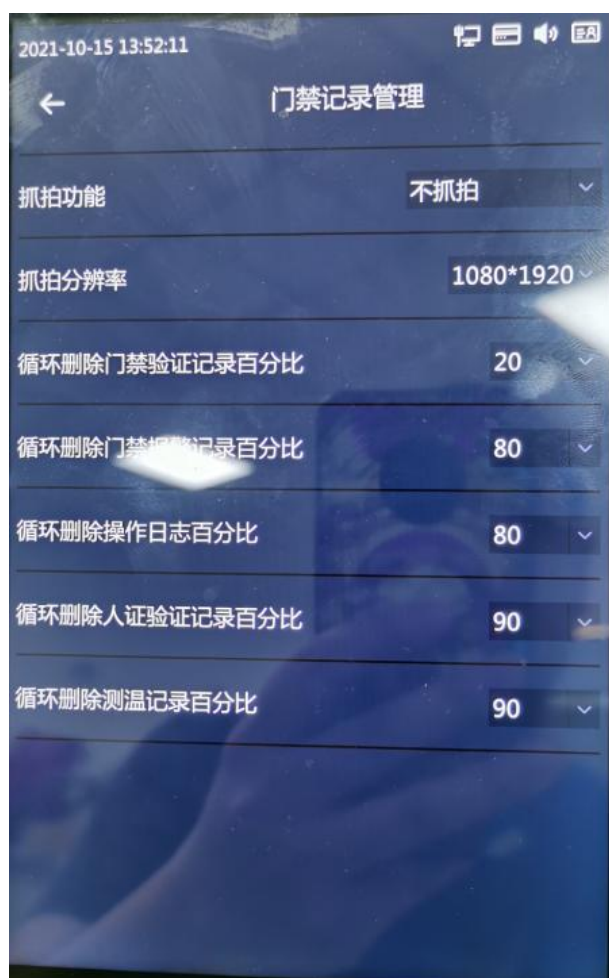 2021-10-15 13:52:11
门禁记录管理
抓拍功能 不抓拍
抓拍分辨率 1080*1920
循环删除门禁验证记录百分比 20
循环删除门禁报警记录百分比 80
循环删除操作日志百分比 80
循环删除人证验证记录百分比 90
循环删除测温记录百分比 90